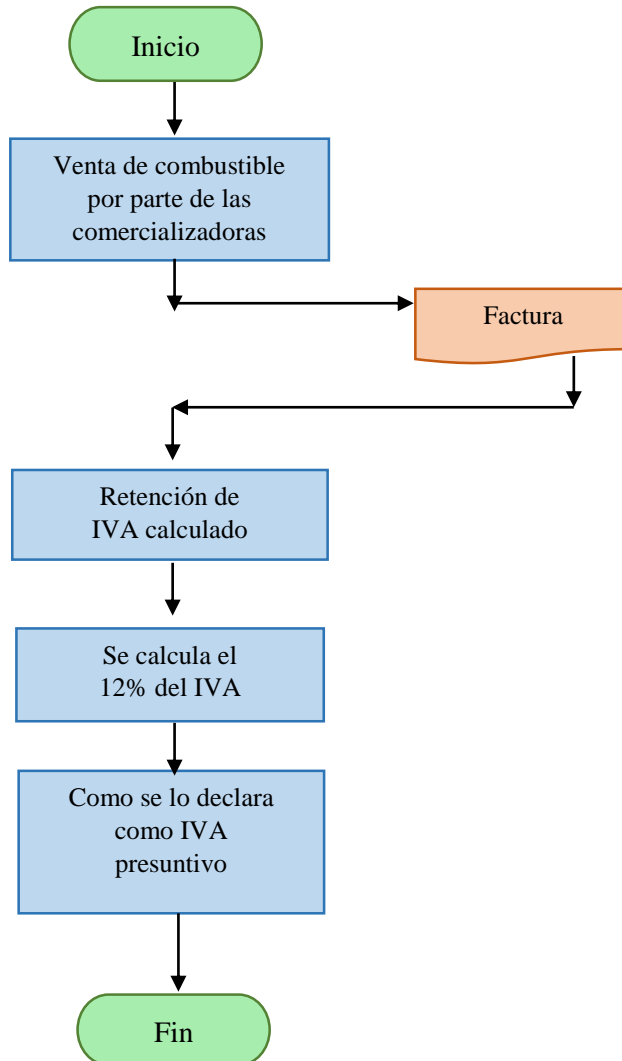 Inicio
Venta de combustible
por parte de las
comercializadoras
Factura
Retención de
IVA calculado
Se calcula el
12% del IVA
Como se lo declara
como IVA
presuntivo
Fin